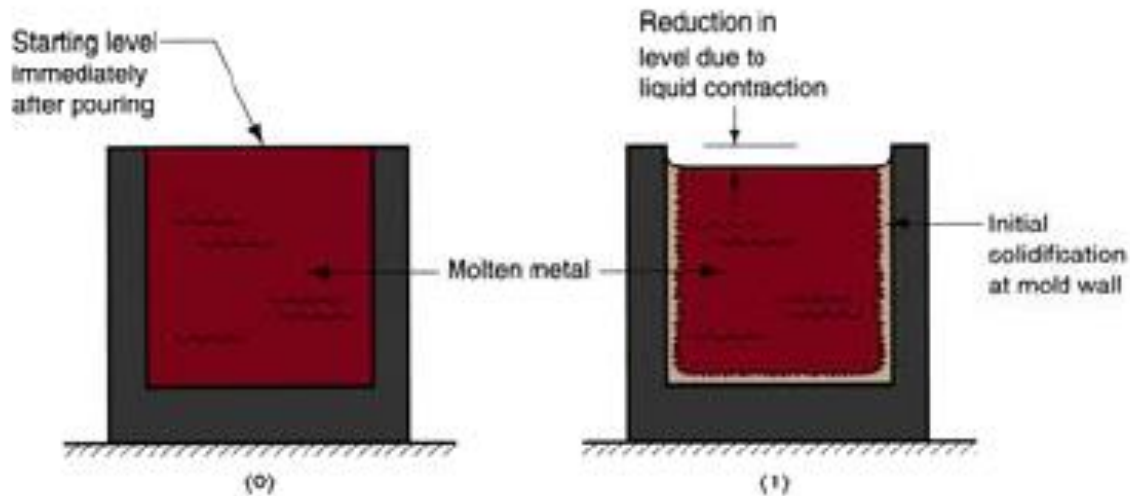 Starting level
immediately
after pouring
Reduction in
level due to
liquid contraction
Molten metal
Initial
solidification
at mold wall
(0)
(1)